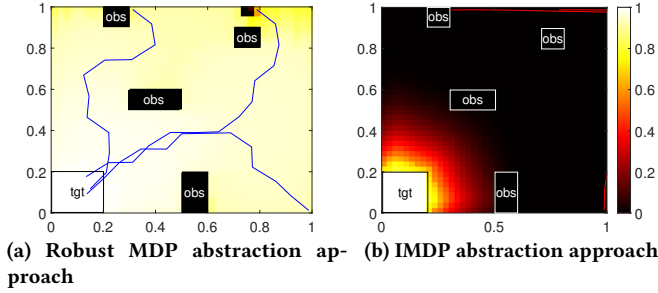 1
0.8
0.6
0.4
0.2
0
obs
obs
obs
obs
tgt
0 0.2 0.4 0.6 0.8 1
1
0.8
0.6
0.4
0.2
0
obs
obs
obs
obs
tgt
0 0.5 1
1
0.8
0.6
0.4
0.2
0
(a) Robust MDP abstraction ap-
proach
(b) IMDP abstraction approach